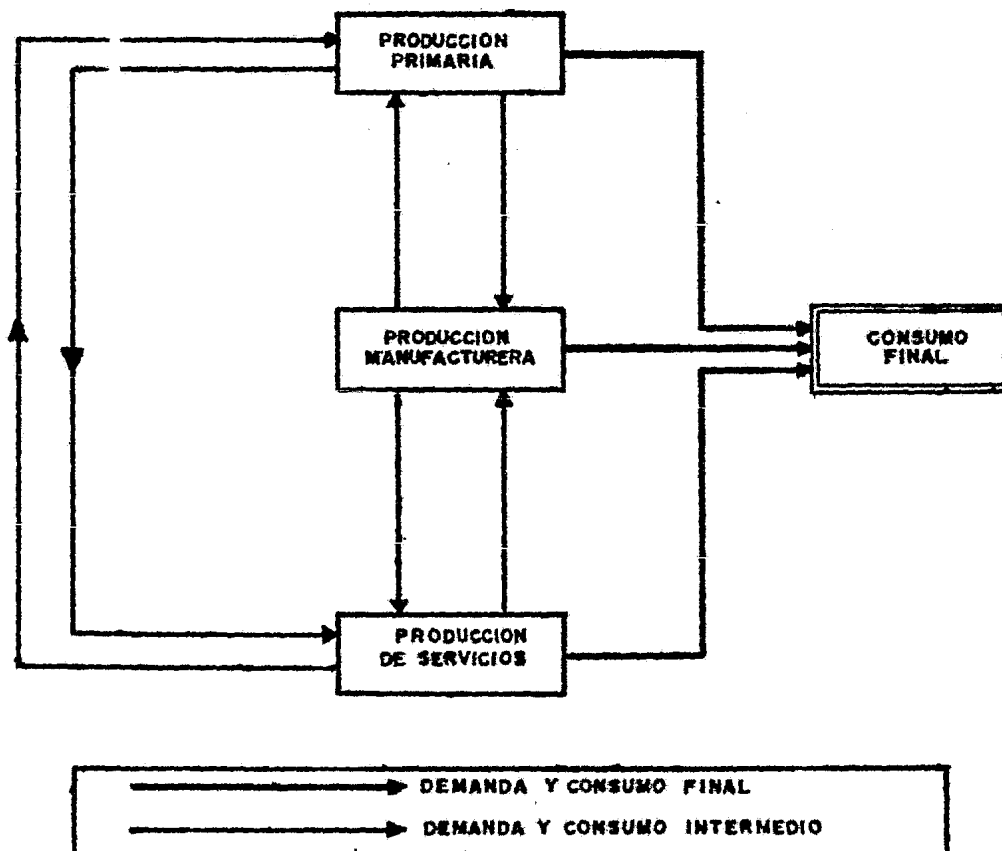 PRODUCCION
PRIMARIA
PRODUCCION
MANUFACTURERA
CONSUMO
FINAL
PRODUCCION
DE SERVICIOS
DEMANDA Y CONSUMO FINAL
DEMANDA Y CONSUMO INTERMEDIO